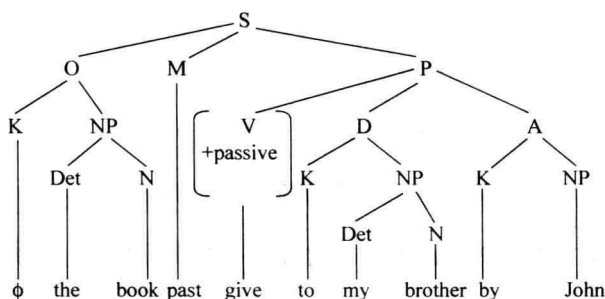 S
O M P
K NP V D A
+passive
Det N K NP K NP
Det N
ϕ the book past give to my brother by John